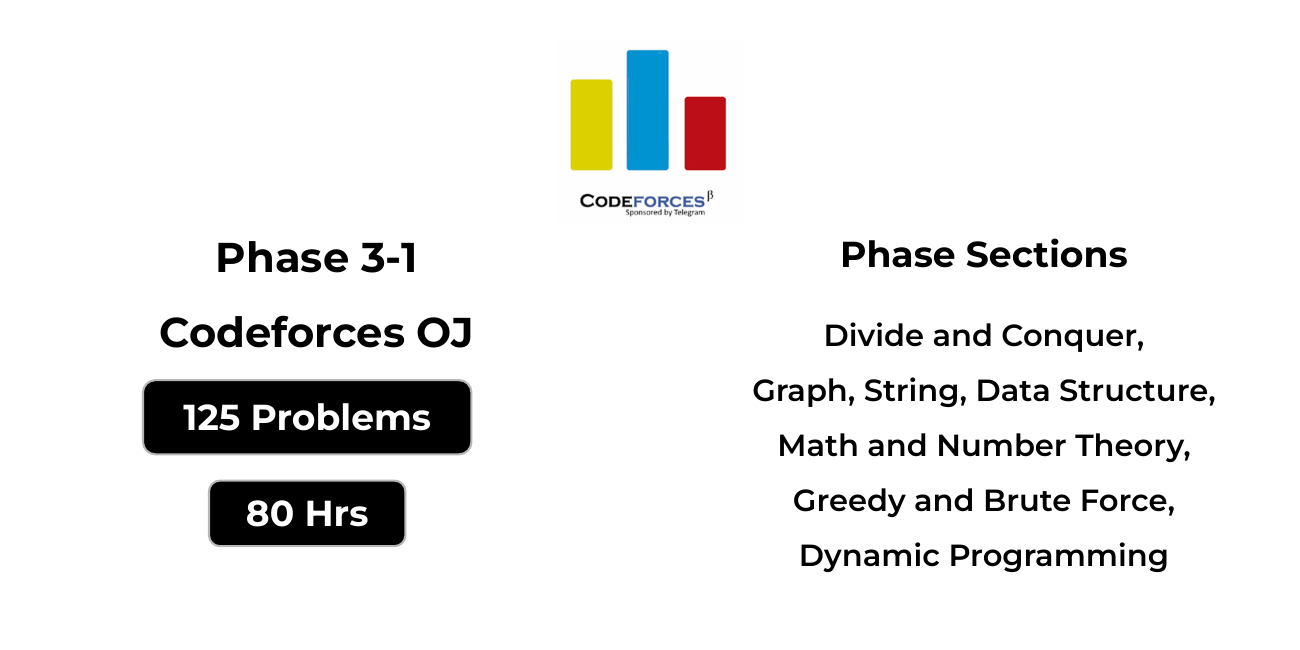 CODEFORCES β
Sponsored by Telegram
Phase 3-1
Codeforces OJ
125 Problems
80 Hrs
Phase Sections
Divide and Conquer,
Graph, String, Data Structure,
Math and Number Theory,
Greedy and Brute Force,
Dynamic Programming